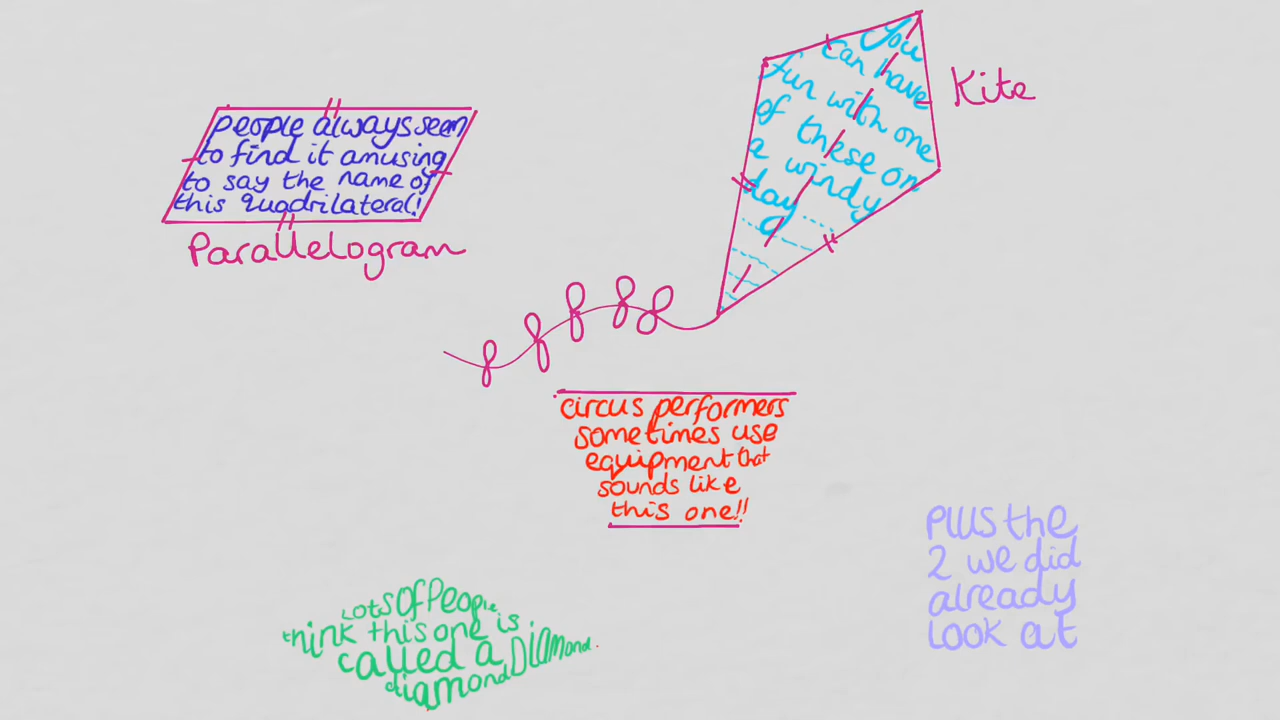 people always seem
to find it amusing
to say the name of
this quadrilateral!
Parallelogram
You
can have
fun with one
of these on
a windy
day
Kite
circus performers
sometimes use
equipment that
sounds like
this one!!
Lots of People
think this one is
called a Diamond.
diamond
PLUS the
2 we did
already
look at